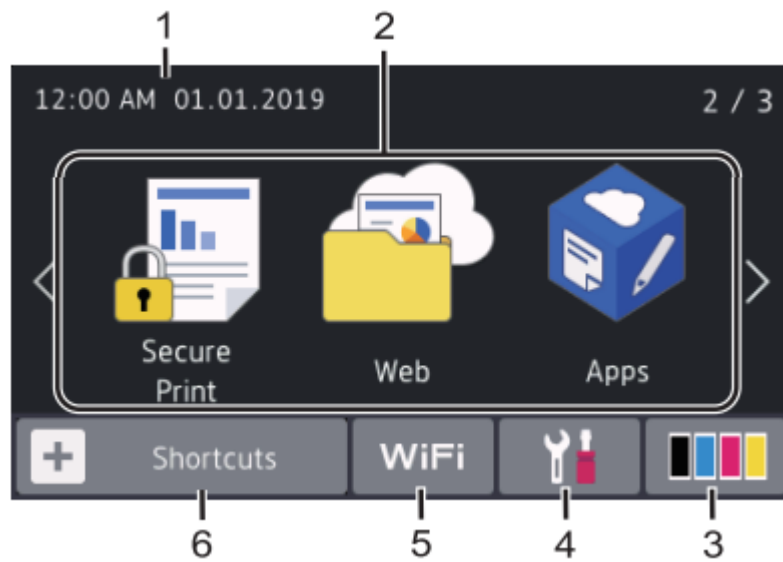 1 2
12:00 AM 01.01.2019 2 / 3
Secure
Print
Web
Apps
Shortcuts WiFi
6 5 4 3